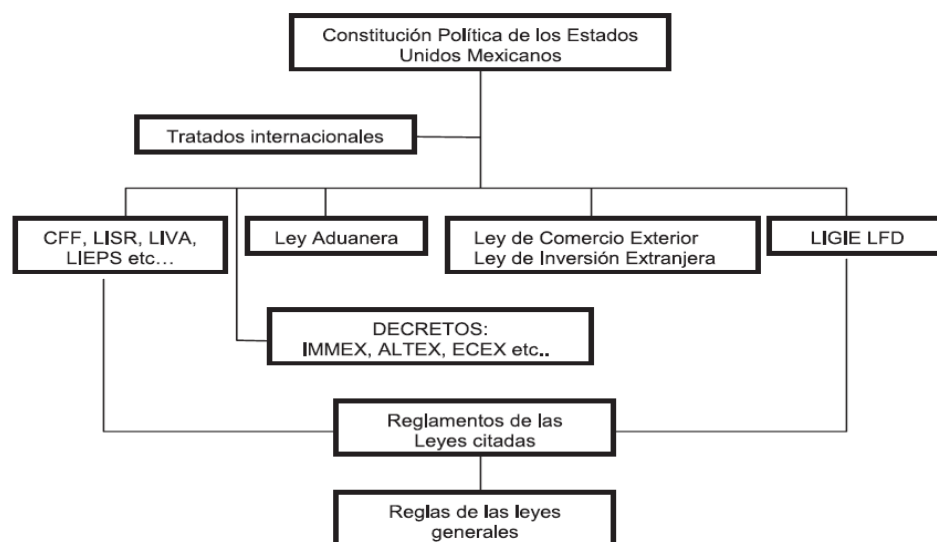 Constitución Política de los Estados
Unidos Mexicanos
Tratados internacionales
CFF, LISR, LIVA,
LIEPS etc...
Ley Aduanera
Ley de Comercio Exterior
Ley de Inversión Extranjera
LIGIE LFD
DECRETOS:
IMMEX, ALTEX, ECEX etc..
Reglamentos de las
Leyes citadas
Reglas de las leyes
generales